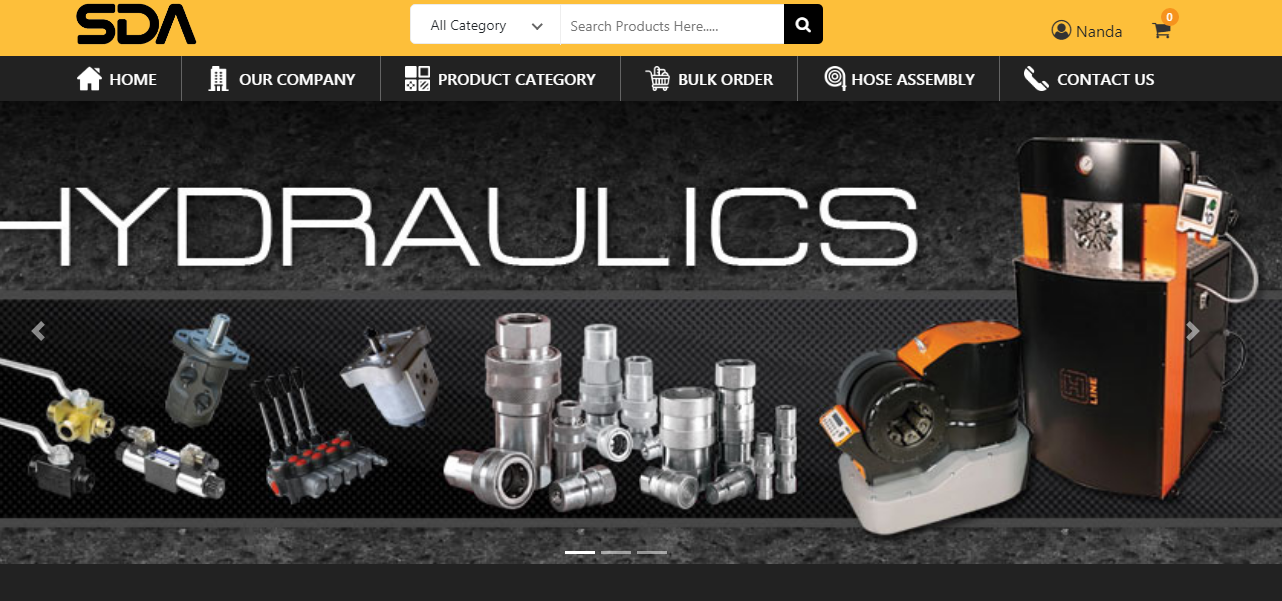 SDA
All Category
Search Products Here.....
Nanda
0
HOME
OUR COMPANY
PRODUCT CATEGORY
BULK ORDER
HOSE ASSEMBLY
CONTACT US
HYDRAULICS
LINE